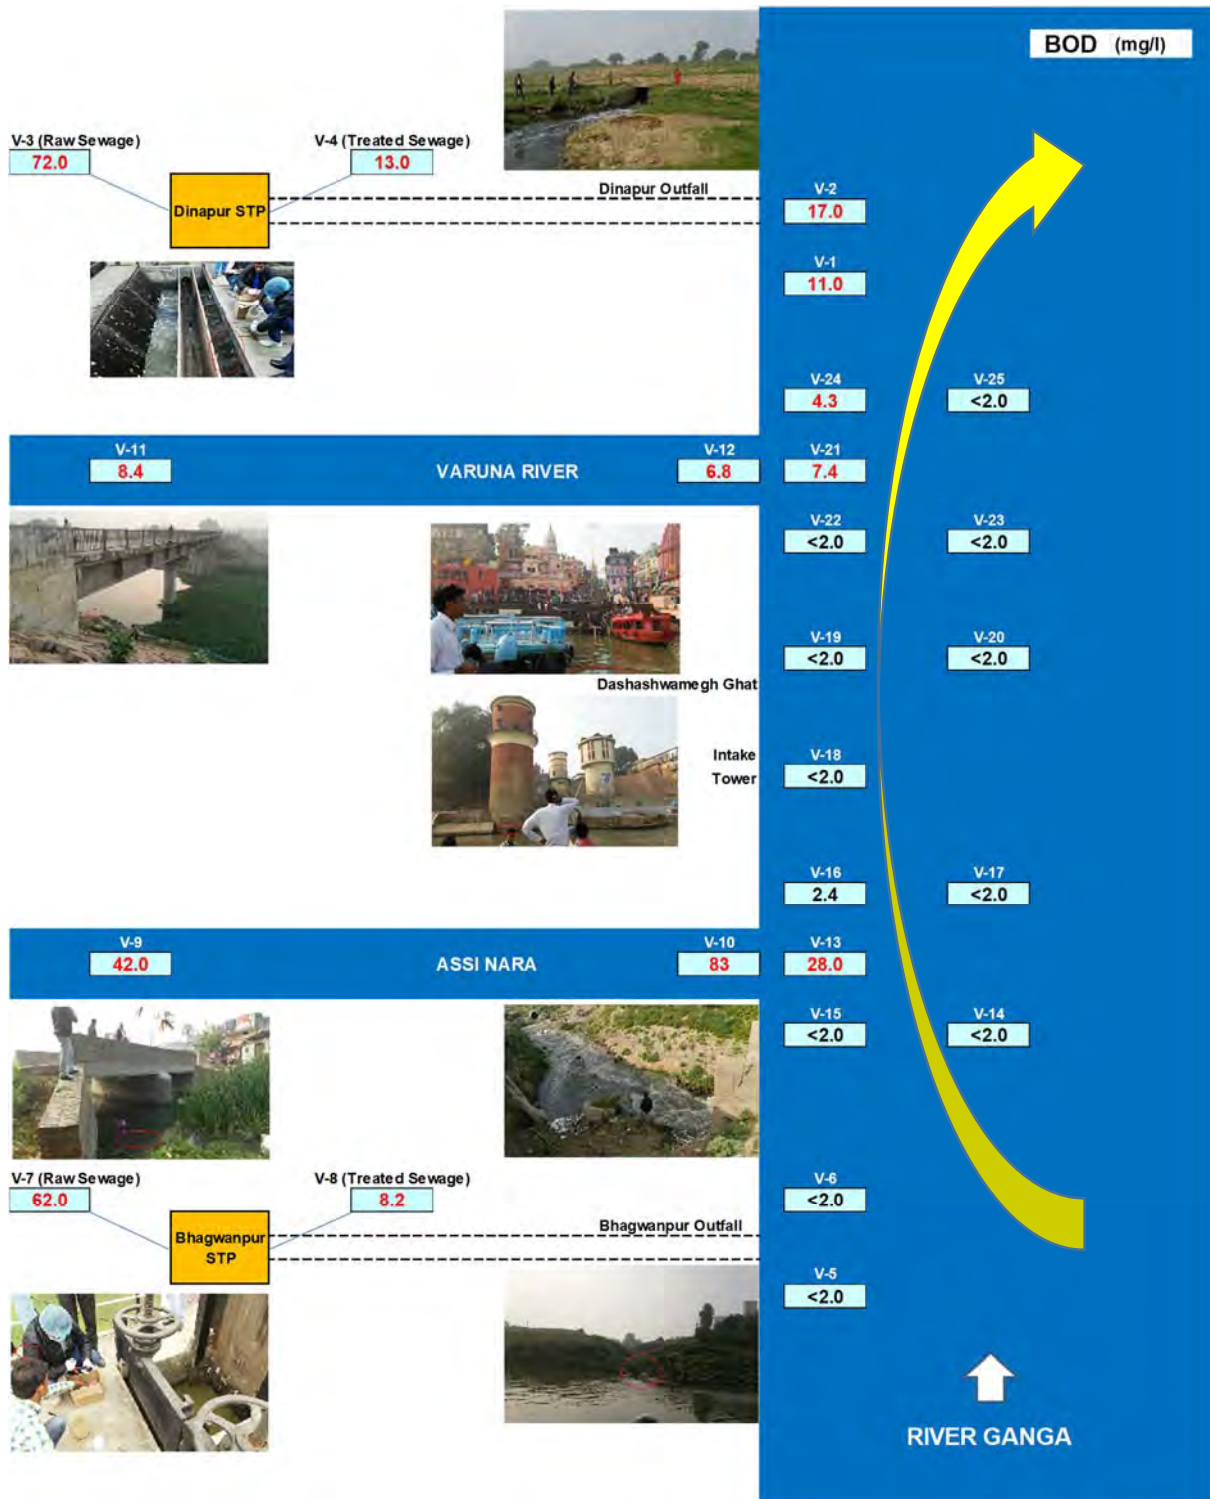 BOD (mg/l)
V-3 (Raw Sewage)
72.0
V-4 (Treated Sewage)
13.0
Dinapur STP
Dinapur Outfall
V-2
17.0
V-1
11.0
V-24
4.3
V-25
<2.0
V-11
8.4
VARUNA RIVER
V-12
6.8
V-21
7.4
V-22
<2.0
V-23
<2.0
V-19
<2.0
V-20
<2.0
Dashashwamegh Ghat
Intake
Tower
V-18
<2.0
V-16
2.4
V-17
<2.0
V-9
42.0
ASSI NARA
V-10
83
V-13
28.0
V-15
<2.0
V-14
<2.0
V-7 (Raw Sewage)
62.0
V-8 (Treated Sewage)
8.2
V-6
<2.0
Bhagwanpur
STP
Bhagwanpur Outfall
V-5
<2.0
RIVER GANGA